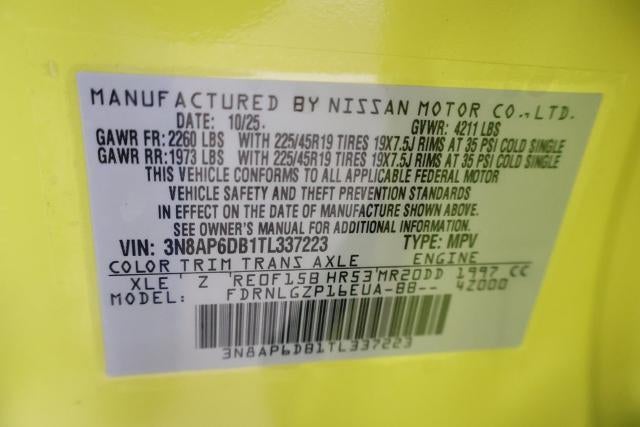 MANUFACTURED BY NISSAN MOTOR CO., LTD.
DATE: 10/25. GVWR: 4211 LBS
GAWR FR: 2260 LBS WITH 225/45R19 TIRES 19X7.5J RIMS AT 35 PSI COLD SINGLE
GAWR RR: 1973 LBS WITH 225/45R19 TIRES 19X7.5J RIMS AT 35 PSI COLD SINGLE
THIS VEHICLE CONFORMS TO ALL APPLICABLE FEDERAL MOTOR
VEHICLE SAFETY AND THEFT PREVENTION STANDARDS
IN EFFECT ON THE DATE OF MANUFACTURE SHOWN ABOVE.
SEE OWNER'S MANUAL FOR ADDITIONAL INFORMATION.
VIN: 3N8AP6DB1TL337223 TYPE: MPV
COLOR TRIM TRANS AXLE ENGINE
XLE Z RE0F15B HR53 MR20DD 1997 CC
MODEL: FDRNLGZP16EUA-BB-- 4Z000
3N8AP6DB1TL337223